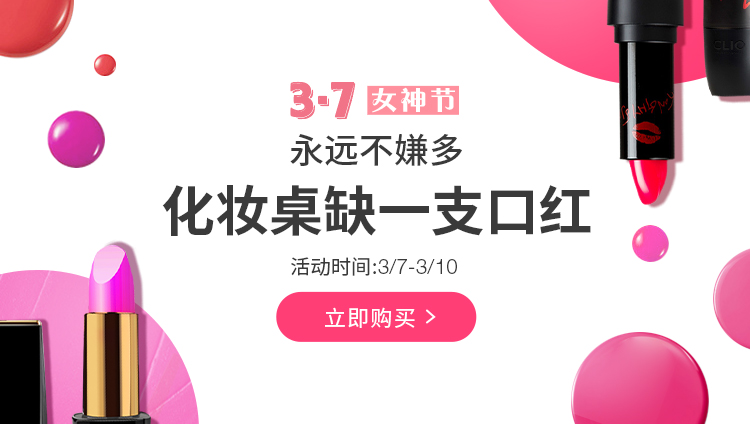 3·7 女神节
永远不嫌多
化妆桌缺一支口红
活动时间:3/7-3/10
立即购买 >
CLIO